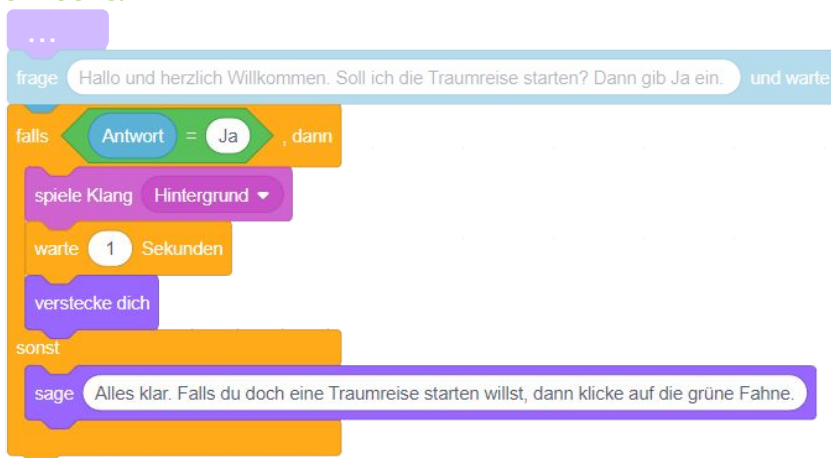 ...
frage Hallo und herzlich Willkommen. Soll ich die Traumreise starten? Dann gib Ja ein. und warte
falls Antwort = Ja , dann
spiele Klang Hintergrund
warte 1 Sekunden
verstecke dich
sonst
sage Alles klar. Falls du doch eine Traumreise starten willst, dann klicke auf die grüne Fahne.